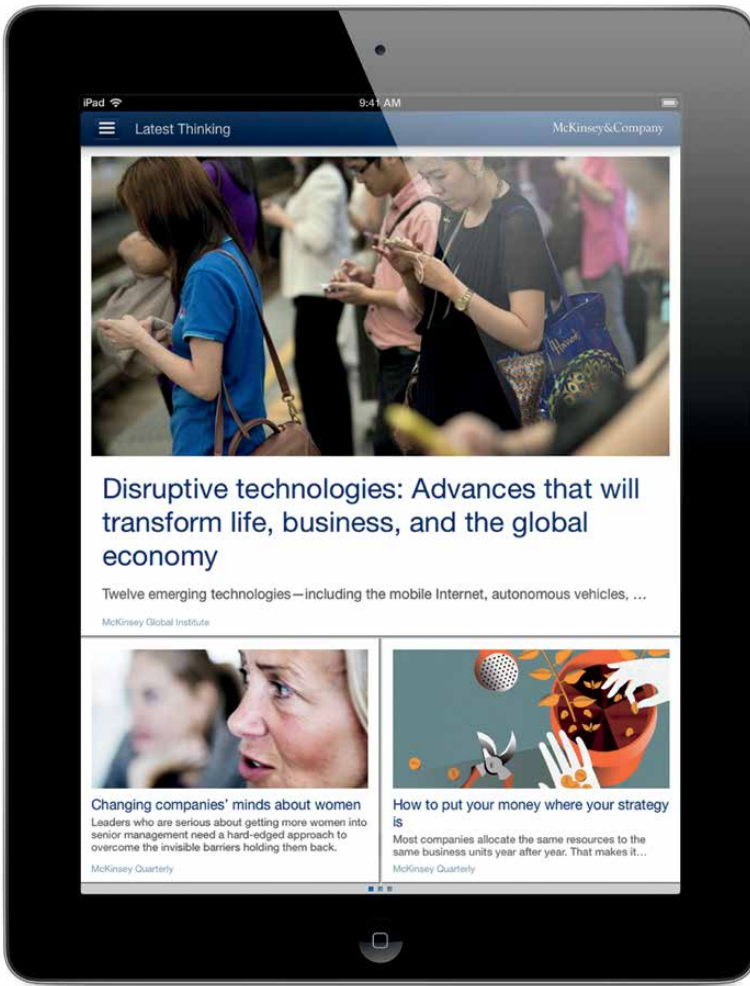 iPad
9:41 AM
Latest Thinking
McKinsey&Company
Harrods
Disruptive technologies: Advances that will
transform life, business, and the global
economy
Twelve emerging technologies—including the mobile Internet, autonomous vehicles, ...
McKinsey Global Institute
Changing companies’ minds about women
Leaders who are serious about getting more women into
senior management need a hard-edged approach to
overcome the invisible barriers holding them back.
McKinsey Quarterly
How to put your money where your strategy
is
Most companies allocate the same resources to the
same business units year after year. That makes it...
McKinsey Quarterly